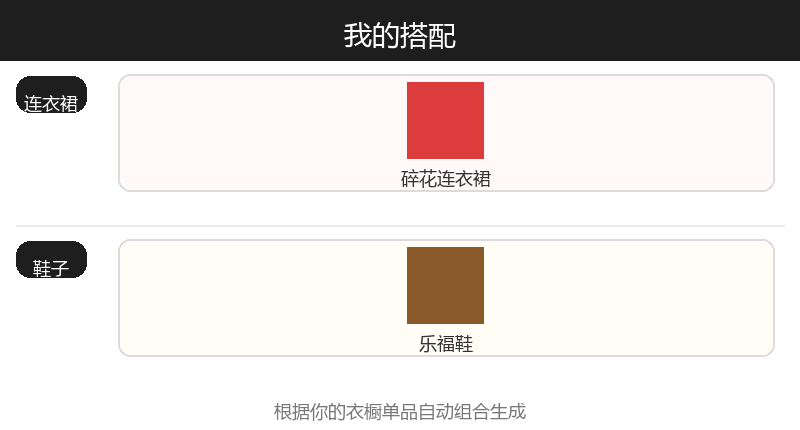 我的搭配
连衣裙
碎花连衣裙
鞋子
乐福鞋
根据你的衣橱单品自动组合生成